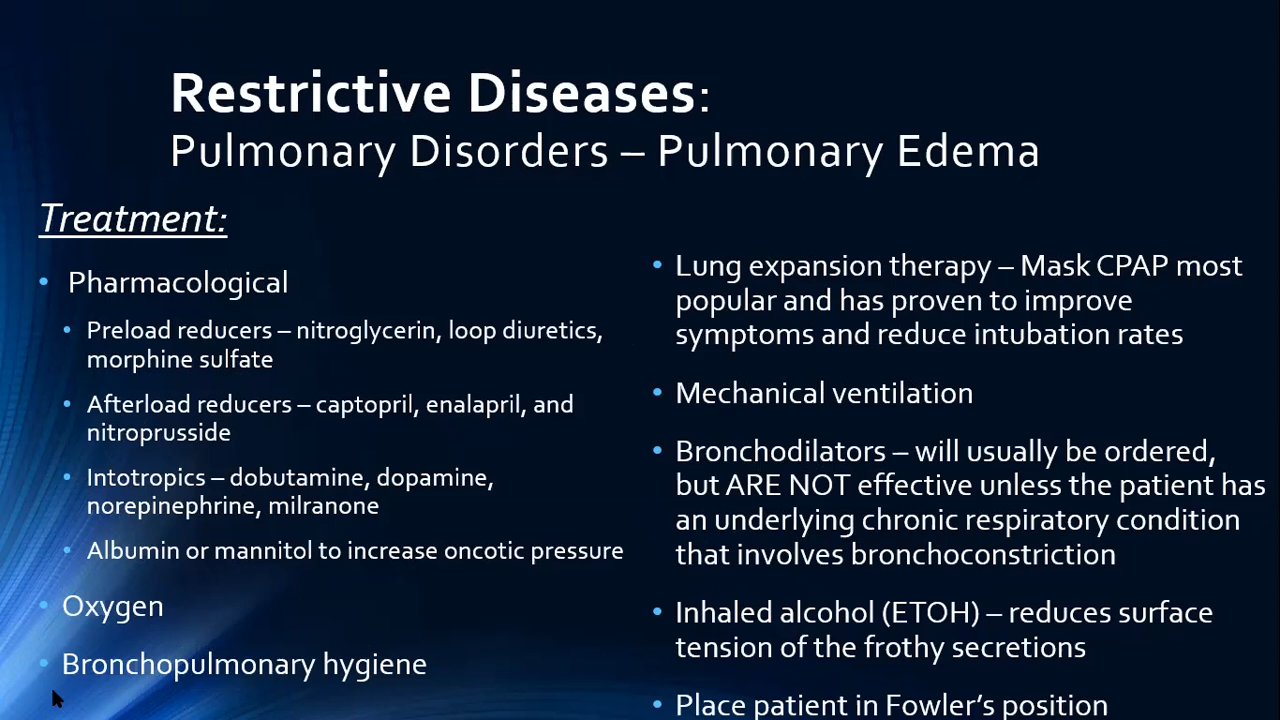 Restrictive Diseases:
Pulmonary Disorders – Pulmonary Edema
Treatment:
• Pharmacological
• Preload reducers – nitroglycerin, loop diuretics,
morphine sulfate
• Afterload reducers – captopril, enalapril, and
nitroprusside
• Intotropics – dobutamine, dopamine,
norepinephrine, milranone
• Albumin or mannitol to increase oncotic pressure
• Oxygen
• Bronchopulmonary hygiene
• Lung expansion therapy – Mask CPAP most
popular and has proven to improve
symptoms and reduce intubation rates
• Mechanical ventilation
• Bronchodilators – will usually be ordered,
but ARE NOT effective unless the patient has
an underlying chronic respiratory condition
that involves bronchoconstriction
• Inhaled alcohol (ETOH) – reduces surface
tension of the frothy secretions
• Place patient in Fowler's position